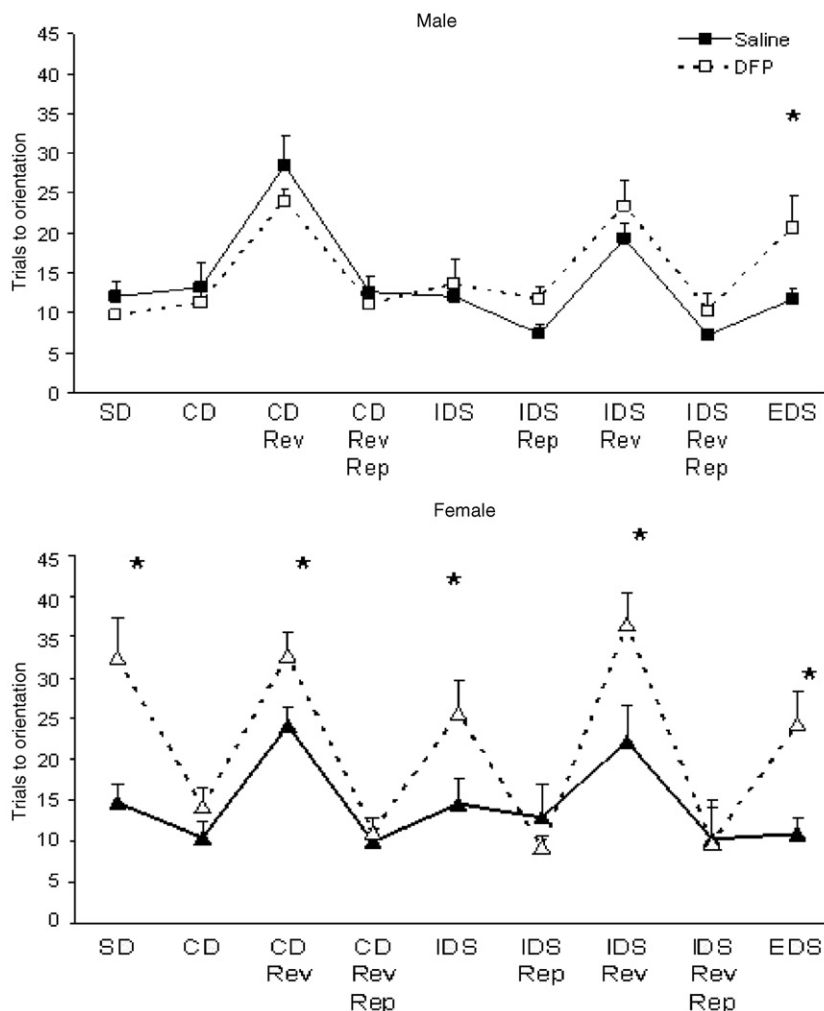 Male
Saline
DFP
Trials to orientation
45
40
35
30
25
20
15
10
5
0
SD CD CD IDS IDS IDS IDS EDS
Rev Rev Rep Rev Rev
Rep Rep
Female
Trials to orientation
45
40
35
30
25
20
15
10
5
0
SD CD CD CD IDS IDS IDS IDS EDS
Rev Rev Rep Rev Rev
Rep Rep